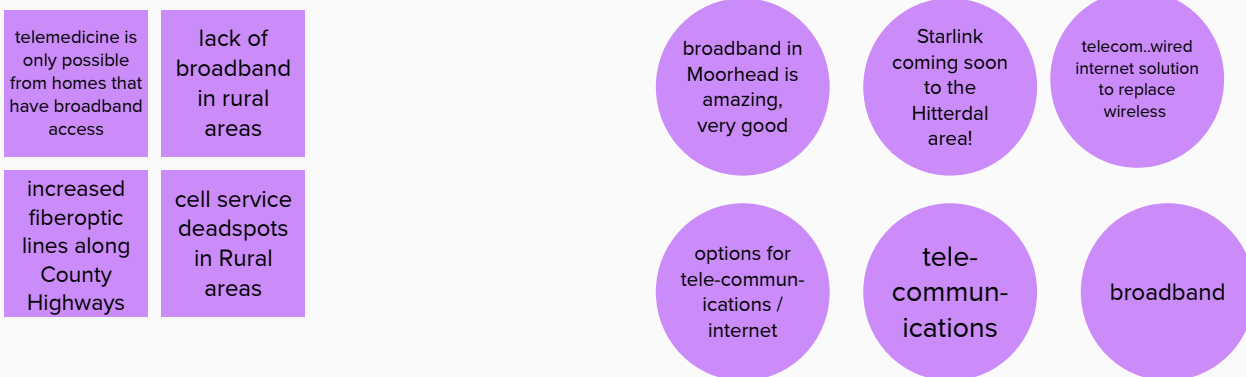 telemedicine is
only possible
from homes that
have broadband
access
lack of
broadband
in rural
areas
broadband in
Moorhead is
amazing,
very good
Starlink
coming soon
to the
Hitterdal
area!
telecom..wired
internet solution
to replace
wireless
increased
fiberoptic
lines along
County
Highways
cell service
deadspots
in Rural
areas
options for
tele-commun-
ications /
internet
tele-
commun-
ications
broadband